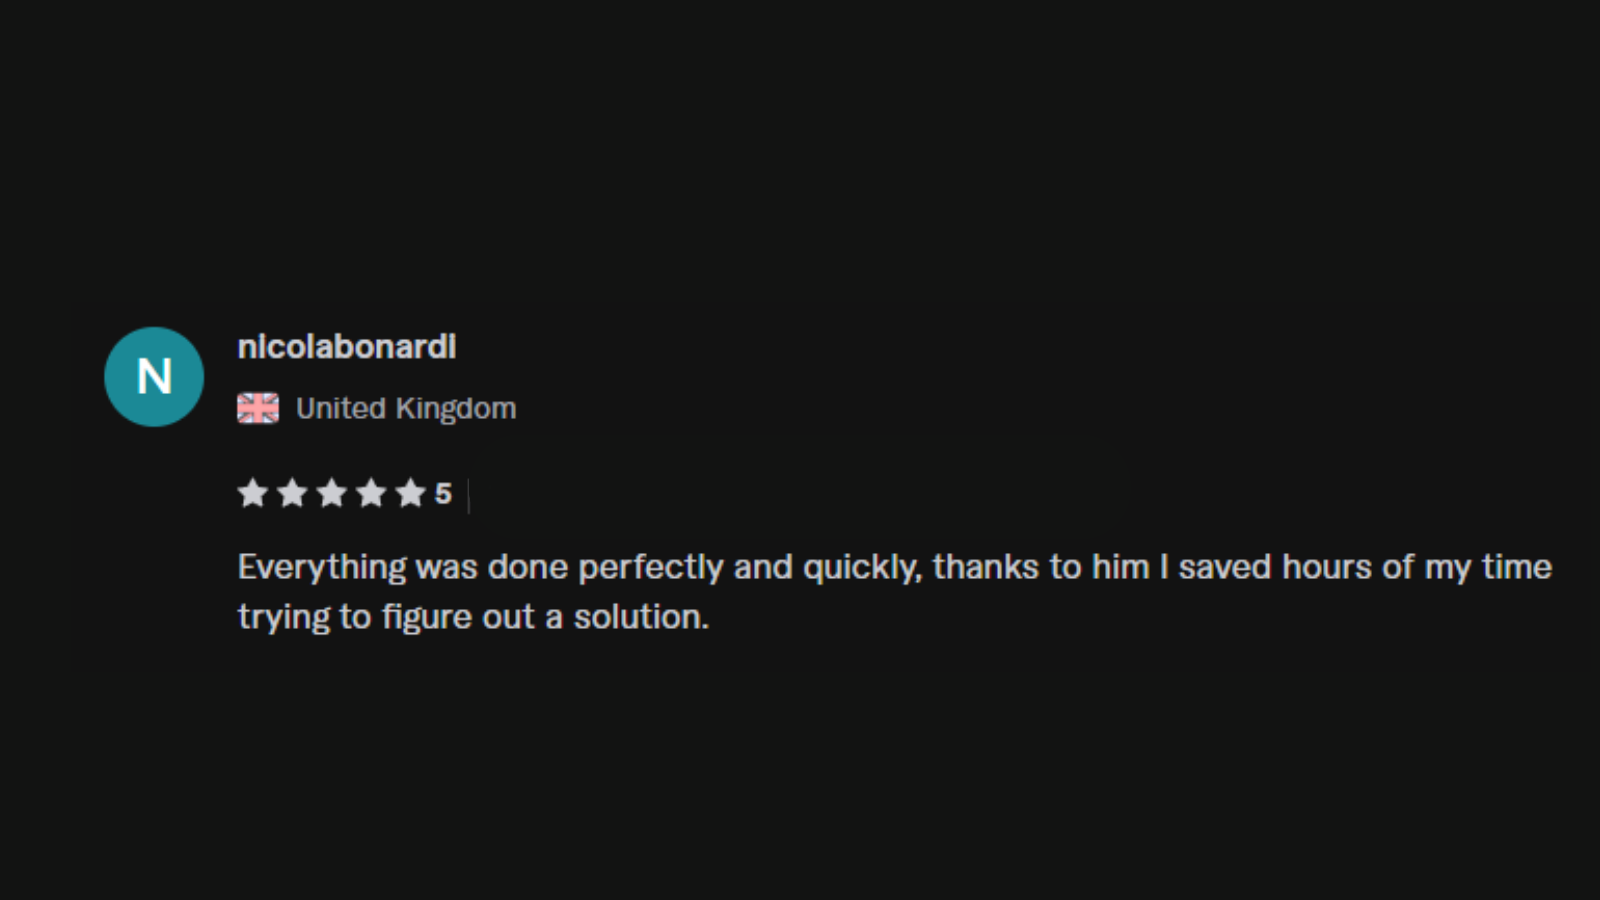 N
nicolabonardi
United Kingdom
5
Everything was done perfectly and quickly, thanks to him I saved hours of my time
trying to figure out a solution.